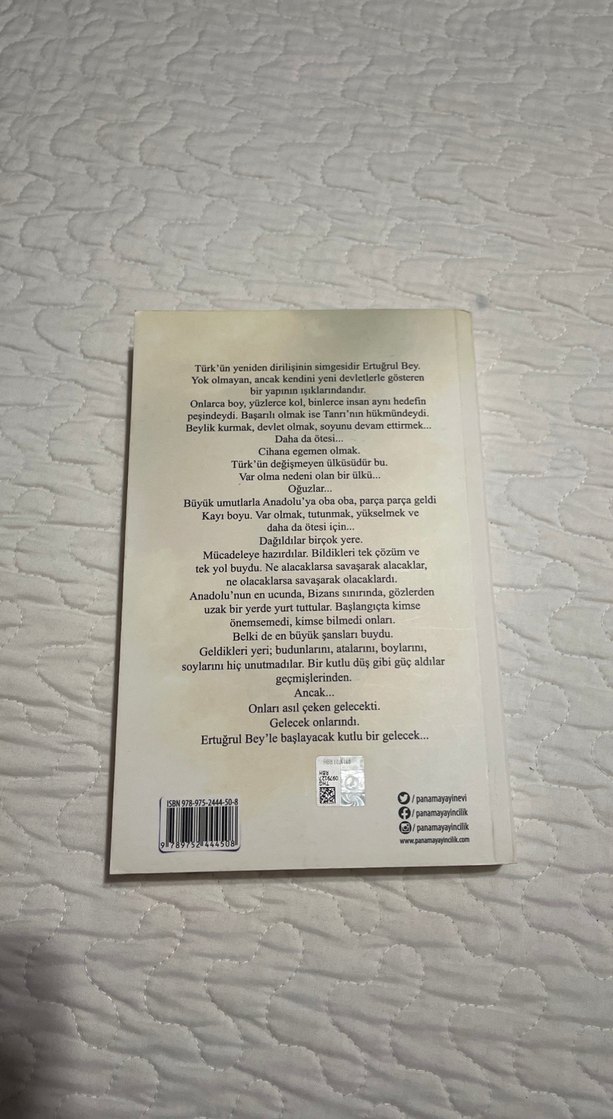 Türk'ün yeniden dirilişinin simgesidir Ertuğrul Bey.
Yok olmayan, ancak kendini yeni devletlerle gösteren
bir yapının ışıklarındandır.
Onlarca boy, yüzlerce kol, binlerce insan aynı hedefin
peşindeydi. Başarılı olmak ise Tanrı'nın hükmündeydi.
Beylik kurmak, devlet olmak, soyunu devam ettirmek...
Daha da ötesi...
Cihana egemen olmak.
Türk'ün değişmeyen ülküsüdür bu.
Var olma nedeni olan bir ülkü...
Oğuzlar...
Büyük umutlarla Anadolu'ya oba oba, parça parça geldi
Kayı boyu. Var olmak, tutunmak, yükselmek ve
daha da ötesi için...
Dağıldılar birçok yere.
Mücadeleye hazırdılar. Bildikleri tek çözüm ve
tek yol buydu. Ne alacaklarsa savaşarak alacaklar,
ne olacaklarsa savaşarak olacaklardı.
Anadolu'nun en ucunda, Bizans sınırında, gözlerden
uzak bir yerde yurt tuttular. Başlangıçta kimse
önemsemedi, kimse bilmedi onları.
Belki de en büyük şansları buydu.
Geldikleri yeri; budunlarını, atalarını, boylarını,
soylarını hiç unutmadılar. Bir kutlu düş gibi güç aldılar
geçmişlerinden.
Ancak...
Onları asıl çeken gelecekti.
Gelecek onlarındı.
Ertuğrul Bey'le başlayacak kutlu bir gelecek...
ISBN 978-975-2444-50-8
9 789752 444508
/ panamayayinevi
/ panamayayincilik
/ panamayayincilik
www.panamayayincilik.com